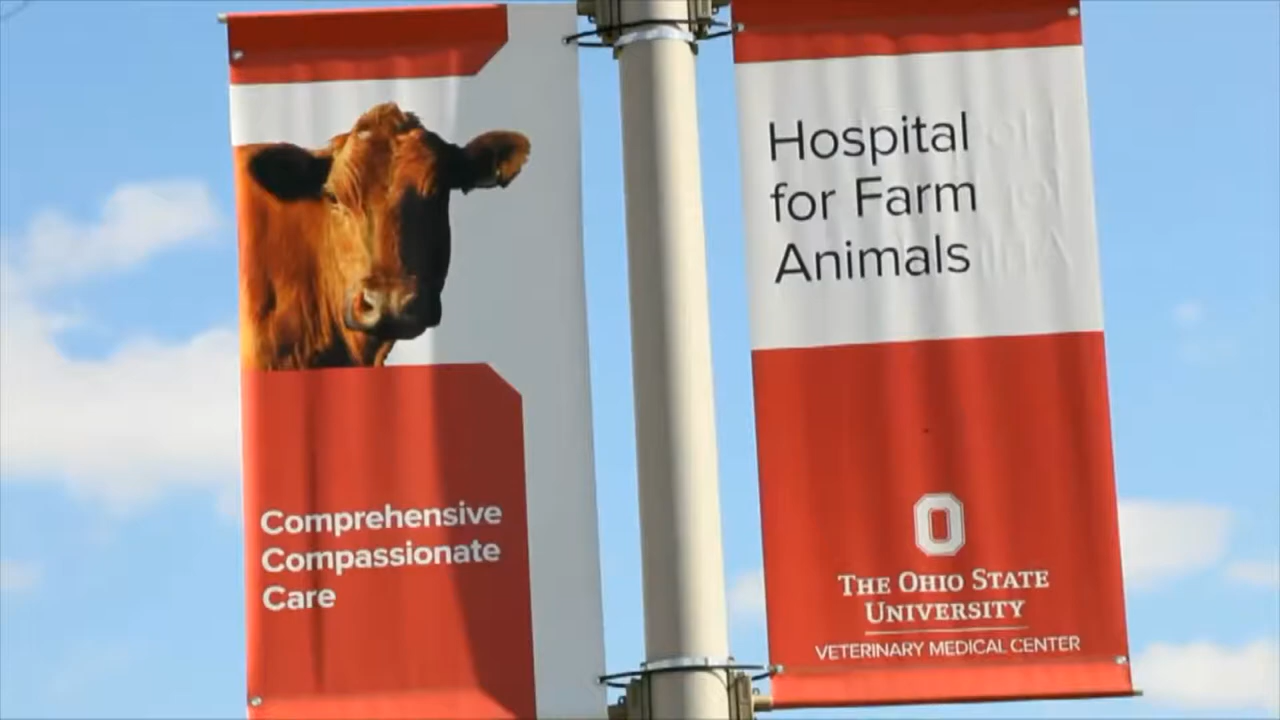 Comprehensive
Compassionate
Care
Hospital
for Farm
Animals
O
THE OHIO STATE
UNIVERSITY
VETERINARY MEDICAL CENTER